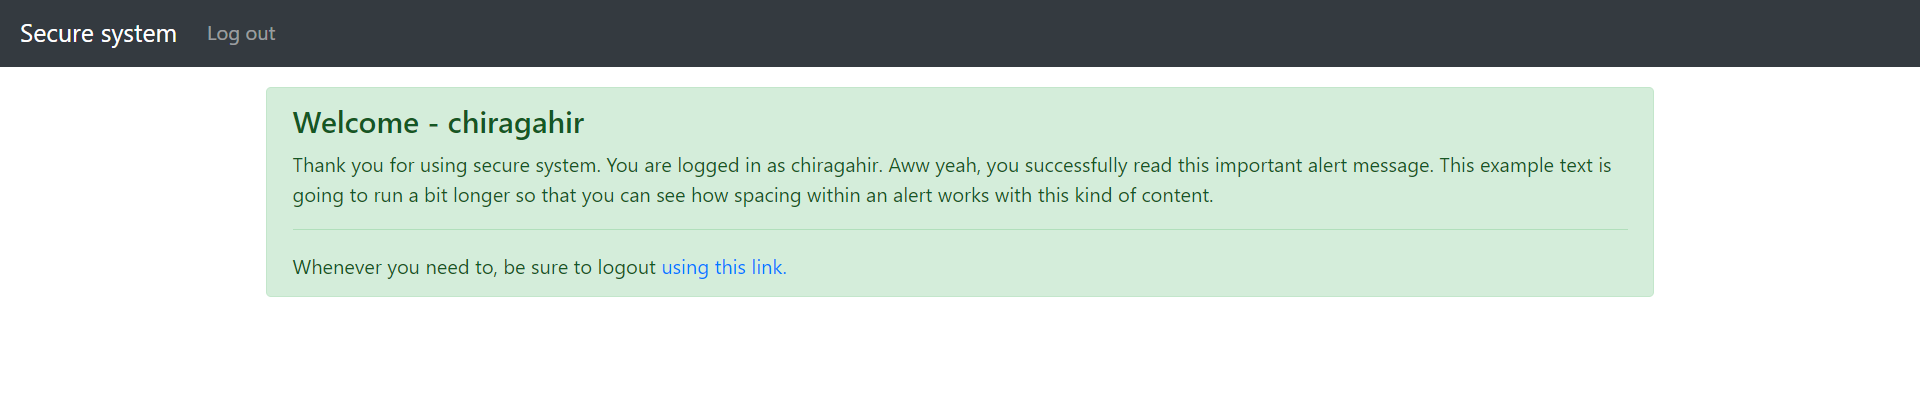 Secure system Log out
Welcome - chiragahir
Thank you for using secure system. You are logged in as chiragahir. Aww yeah, you successfully read this important alert message. This example text is
going to run a bit longer so that you can see how spacing within an alert works with this kind of content.
Whenever you need to, be sure to logout using this link.